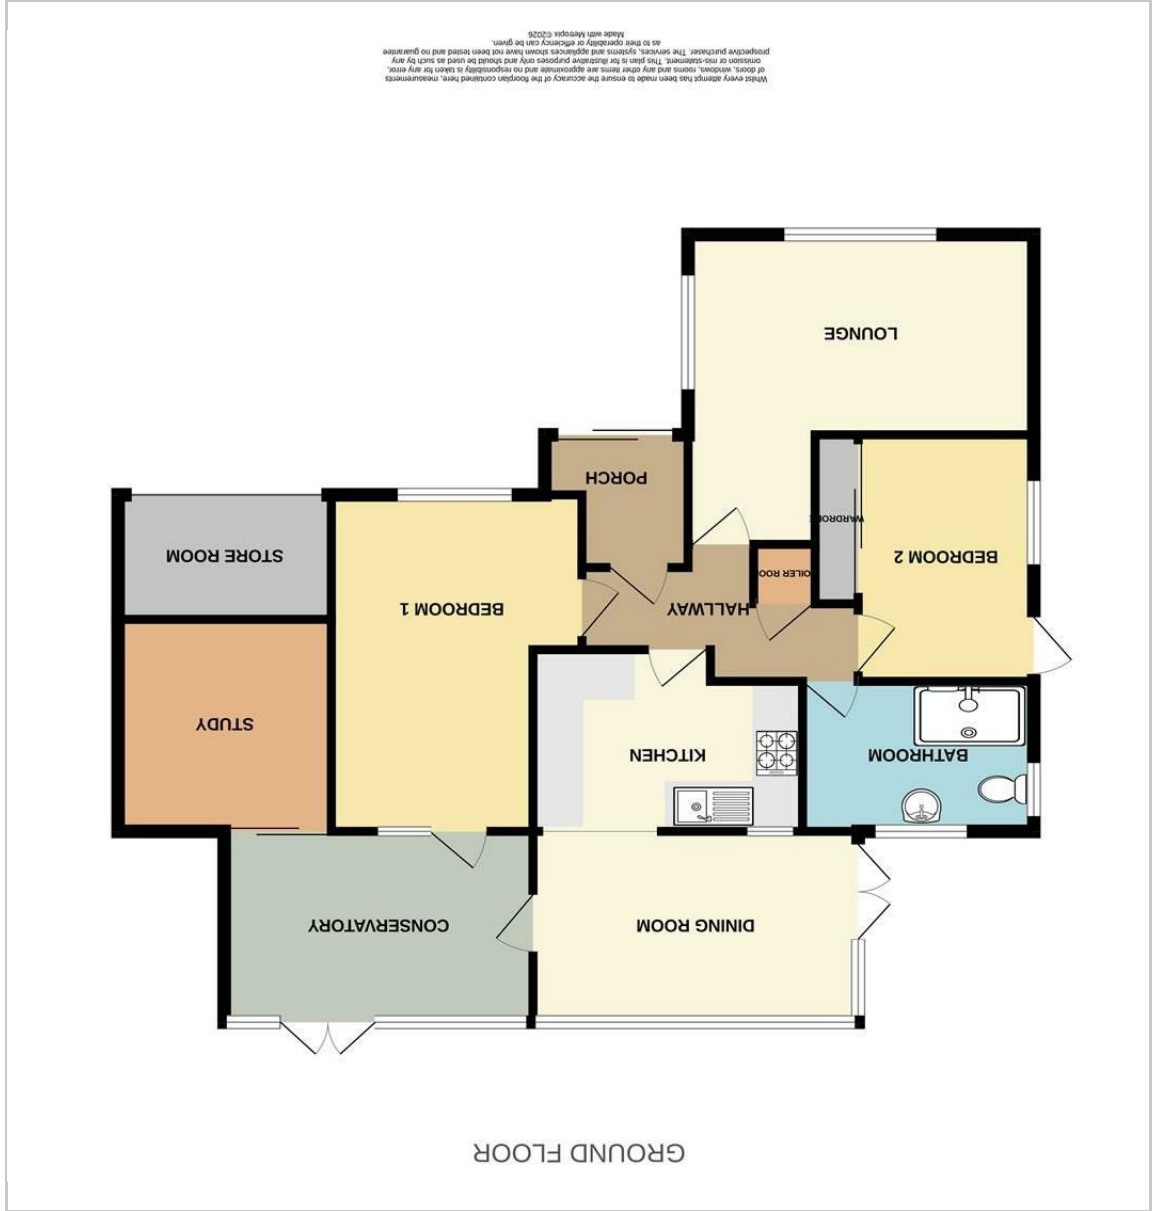 GROUND FLOOR
CONSERVATORY
DINING ROOM
BATHROOM
KITCHEN
STUDY
BEDROOM 1
HALLWAY
BEDROOM 2
STORE ROOM
OILER ROO
WARDROBE
PORCH
LOUNGE
Whilst every attempt has been made to ensure the accuracy of the floorplan contained here, measurements
of doors, windows, rooms and any other items are approximate and no responsibility is taken for any error,
omission or mis-statement. This plan is for illustrative purposes only and should be used as such by any
prospective purchaser. The services, systems and appliances shown have not been tested and no guarantee
as to their operability or efficiency can be given.
Made with Metropix ©2026